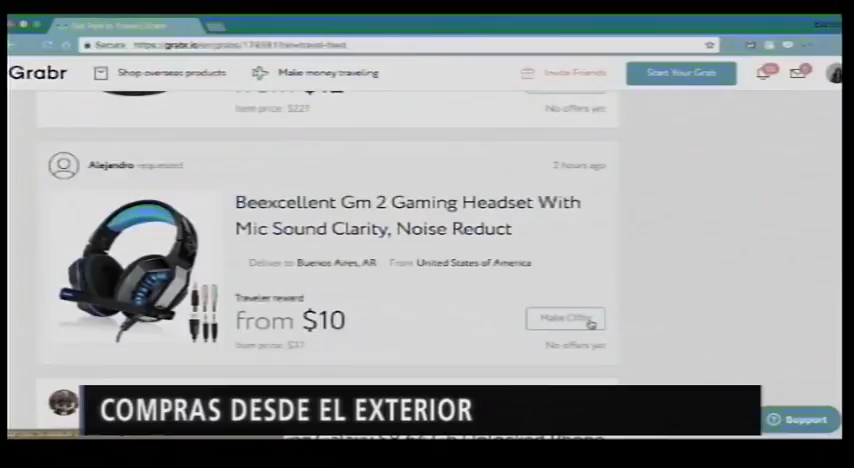 Secure
Grabr
Shop overseas products
Make money traveling
Invite Friends
Start Your Grab
Item price: $227
No offers yet
Alejandro requested
2 hours ago
Beexcellent Gm 2 Gaming Headset With
Mic Sound Clarity, Noise Reduct
Deliver to Buenos Aires, AR From United States of America
Traveler reward
from $10
Make Offer
Item price: $37
No offers yet
COMPRAS DESDE EL EXTERIOR
Support